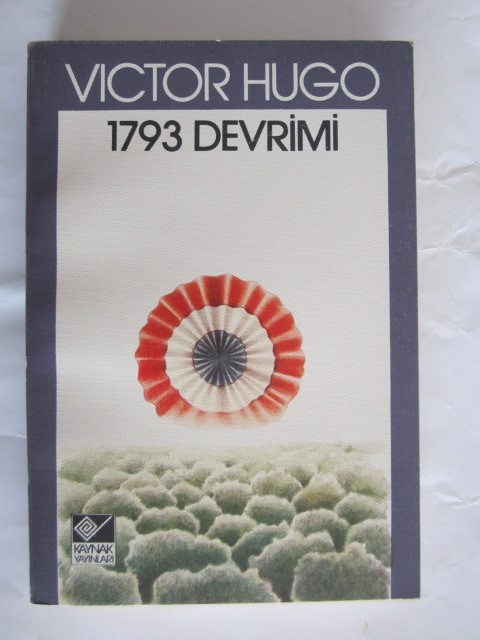 VICTOR HUGO
1793 DEVRİMİ
KAYNAK
YAYINLARI